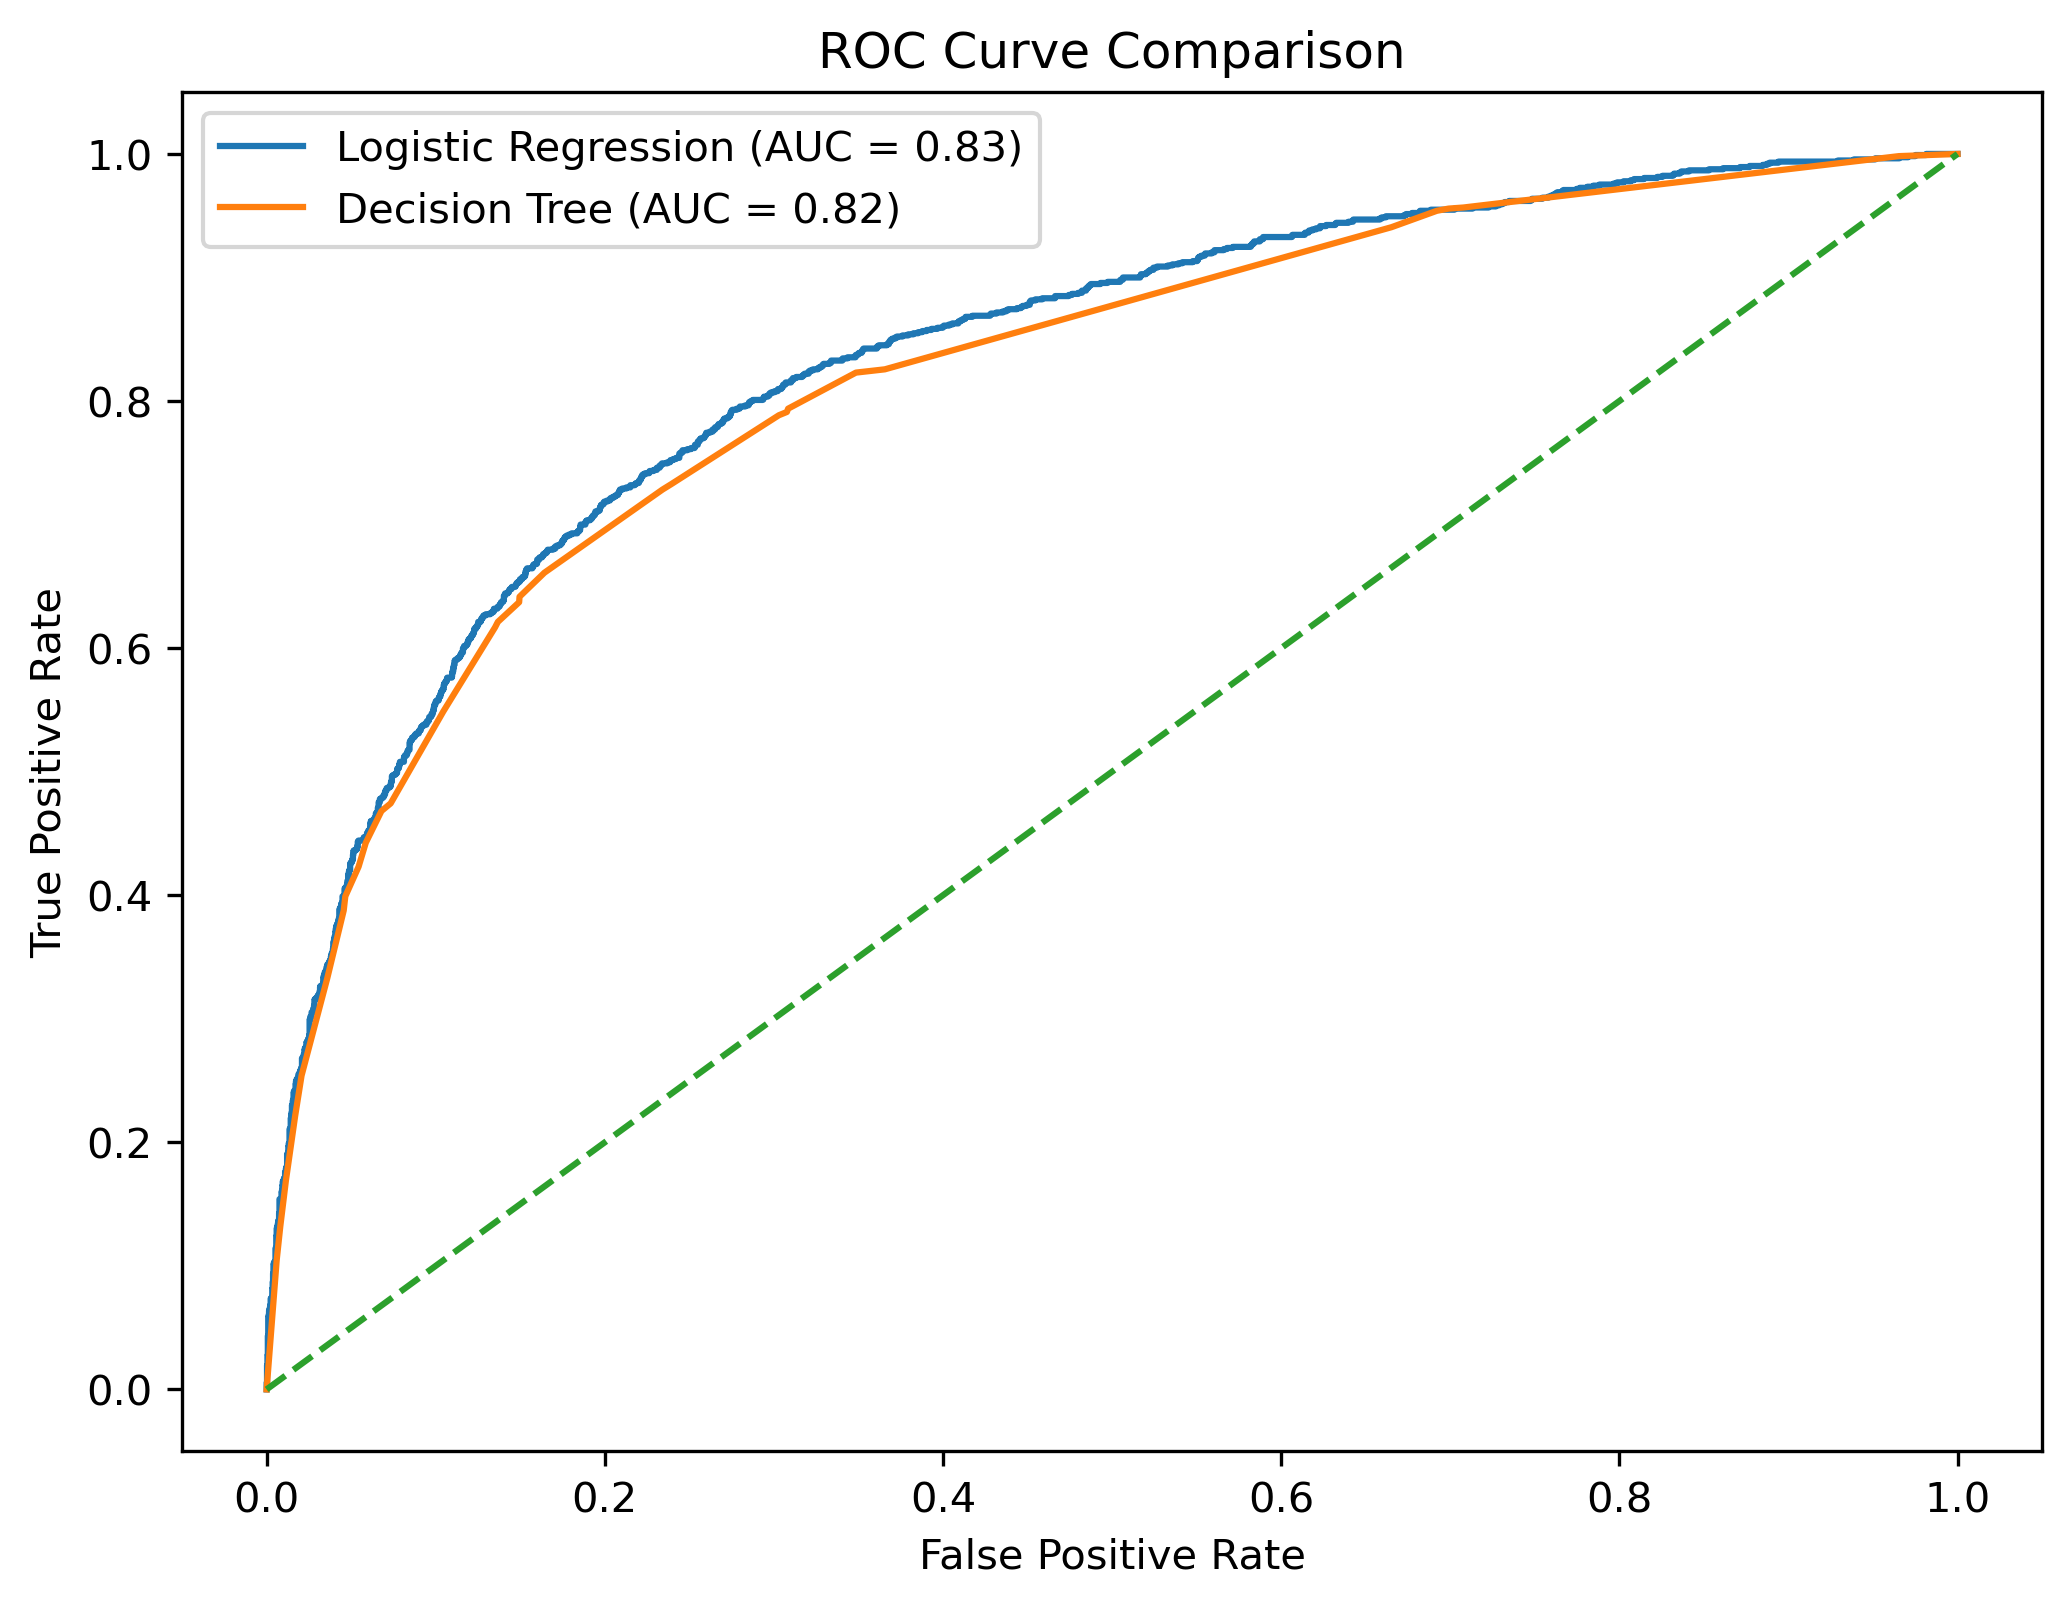 ROC Curve Comparison
Logistic Regression (AUC = 0.83)
Decision Tree (AUC = 0.82)
True Positive Rate
1.0
0.8
0.6
0.4
0.2
0.0
0.0 0.2 0.4 0.6 0.8 1.0
False Positive Rate